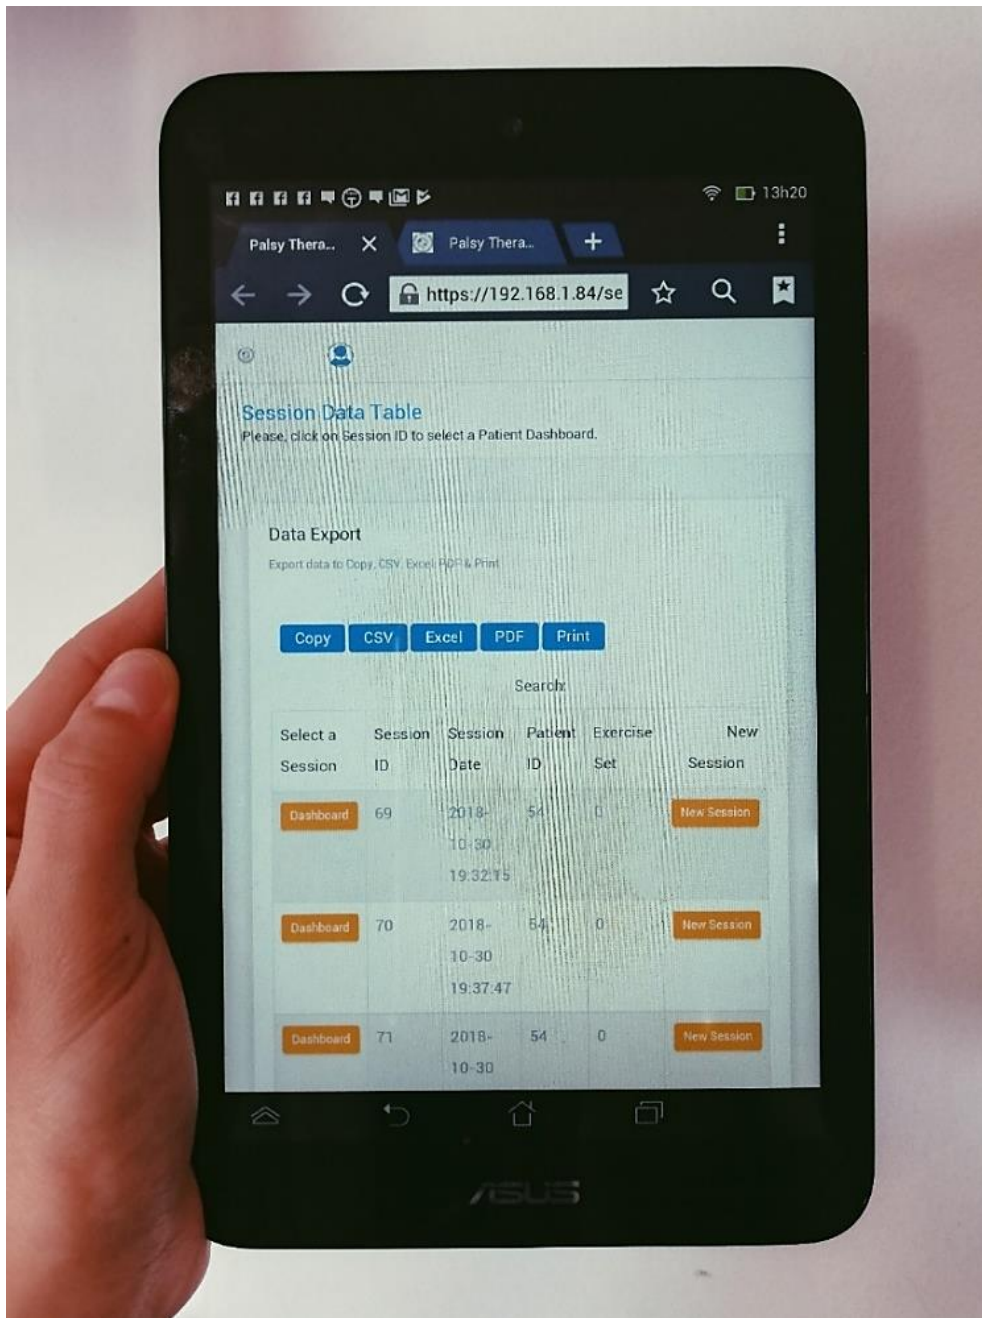 13h20
Palsy Thera...
Palsy Thera...
https://192.168.1.84/se
Session Data Table
Please, click on Session ID to select a Patient Dashboard.
Data Export
Export data to Copy, CSV, Excel, PDF & Print
Copy CSV Excel PDF Print
Search:
Select a Session Session ID Session Date Patient ID Exercise Set New Session
Dashboard 69 2018-10-30 19:32:15 54 0 New Session
Dashboard 70 2018-10-30 19:37:47 54 0 New Session
Dashboard 71 2018-10-30 54 0 New Session
ASUS